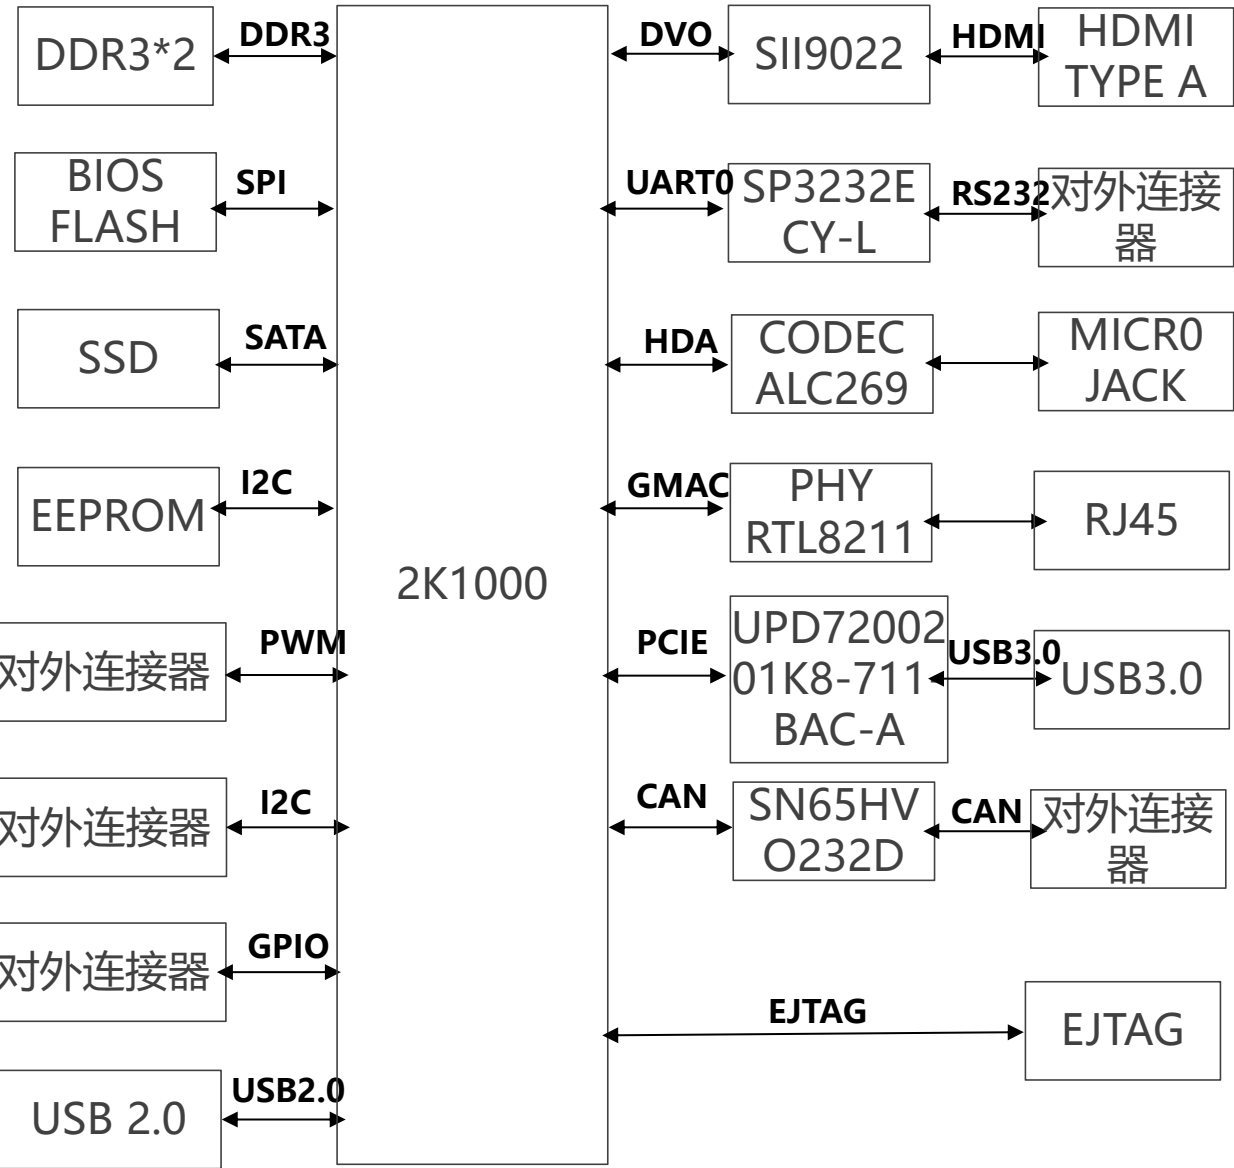 DDR3*2
DDR3
DVO
SII9022
HDMI
HDMI
TYPE A
BIOS
FLASH
SPI
UART0
SP3232E
CY-L
RS232
对外连接
器
SSD
SATA
HDA
CODEC
ALC269
MICR0
JACK
EEPROM
I2C
GMAC
PHY
RTL8211
RJ45
2K1000
对外连接器
PWM
PCIE
UPD72002
01K8-711-
BAC-A
USB3.0
USB3.0
对外连接器
I2C
CAN
SN65HV
O232D
CAN
对外连接
器
对外连接器
GPIO
EJTAG
EJTAG
USB 2.0
USB2.0